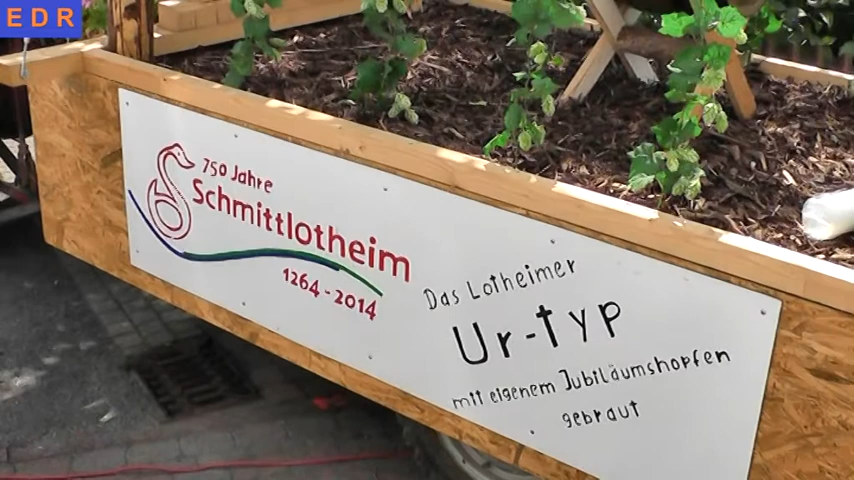 EDR
750 Jahre
Schmittlotheim
1264 - 2014
Das Lotheimer
Ur-typ
mit eigenem Jubiläumshopfen
gebraut